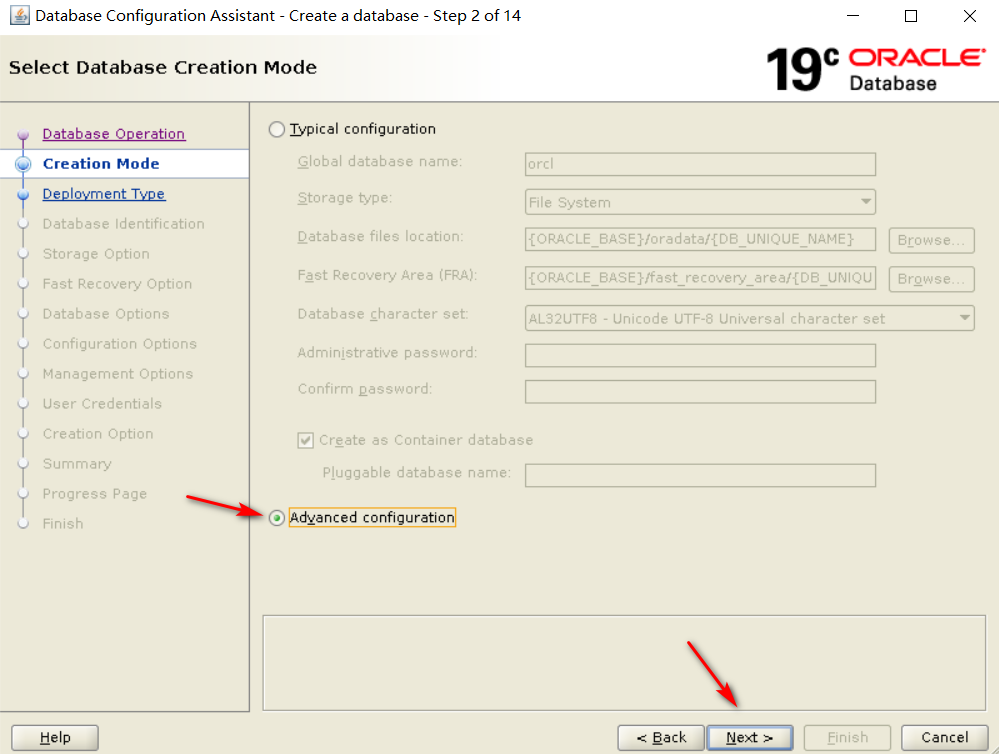 Database Configuration Assistant - Create a database - Step 2 of 14
Select Database Creation Mode
19c ORACLE Database
Database Operation
Creation Mode
Deployment Type
Database Identification
Storage Option
Fast Recovery Option
Database Options
Configuration Options
Management Options
User Credentials
Creation Option
Summary
Progress Page
Finish
Typical configuration
Global database name: orcl
Storage type: File System
Database files location: {ORACLE_BASE}/oradata/{DB_UNIQUE_NAME} Browse...
Fast Recovery Area (FRA): {ORACLE_BASE}/fast_recovery_area/{DB_UNIQU Browse...
Database character set: AL32UTF8 - Unicode UTF-8 Universal character set
Administrative password:
Confirm password:
Create as Container database
Pluggable database name:
Advanced configuration
Help < Back Next > Finish Cancel